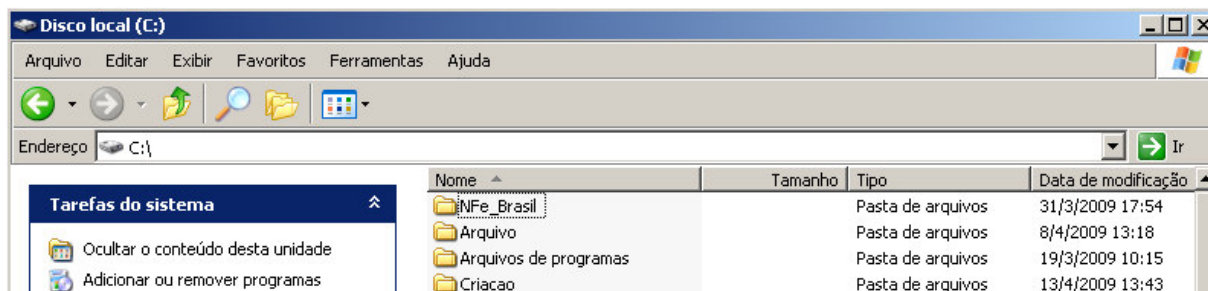 Disco local (C:)
Arquivo Editar Exibir Favoritos Ferramentas Ajuda
Endereço C:\ Ir
Nome Tamanho Tipo Data de modificação
Tarefas do sistema
Ocultar o conteúdo desta unidade
Adicionar ou remover programas
NFe_Brasil Pasta de arquivos 31/3/2009 17:54
Arquivo Pasta de arquivos 8/4/2009 13:18
Arquivos de programas Pasta de arquivos 19/3/2009 10:15
Criacao Pasta de arquivos 13/4/2009 13:43